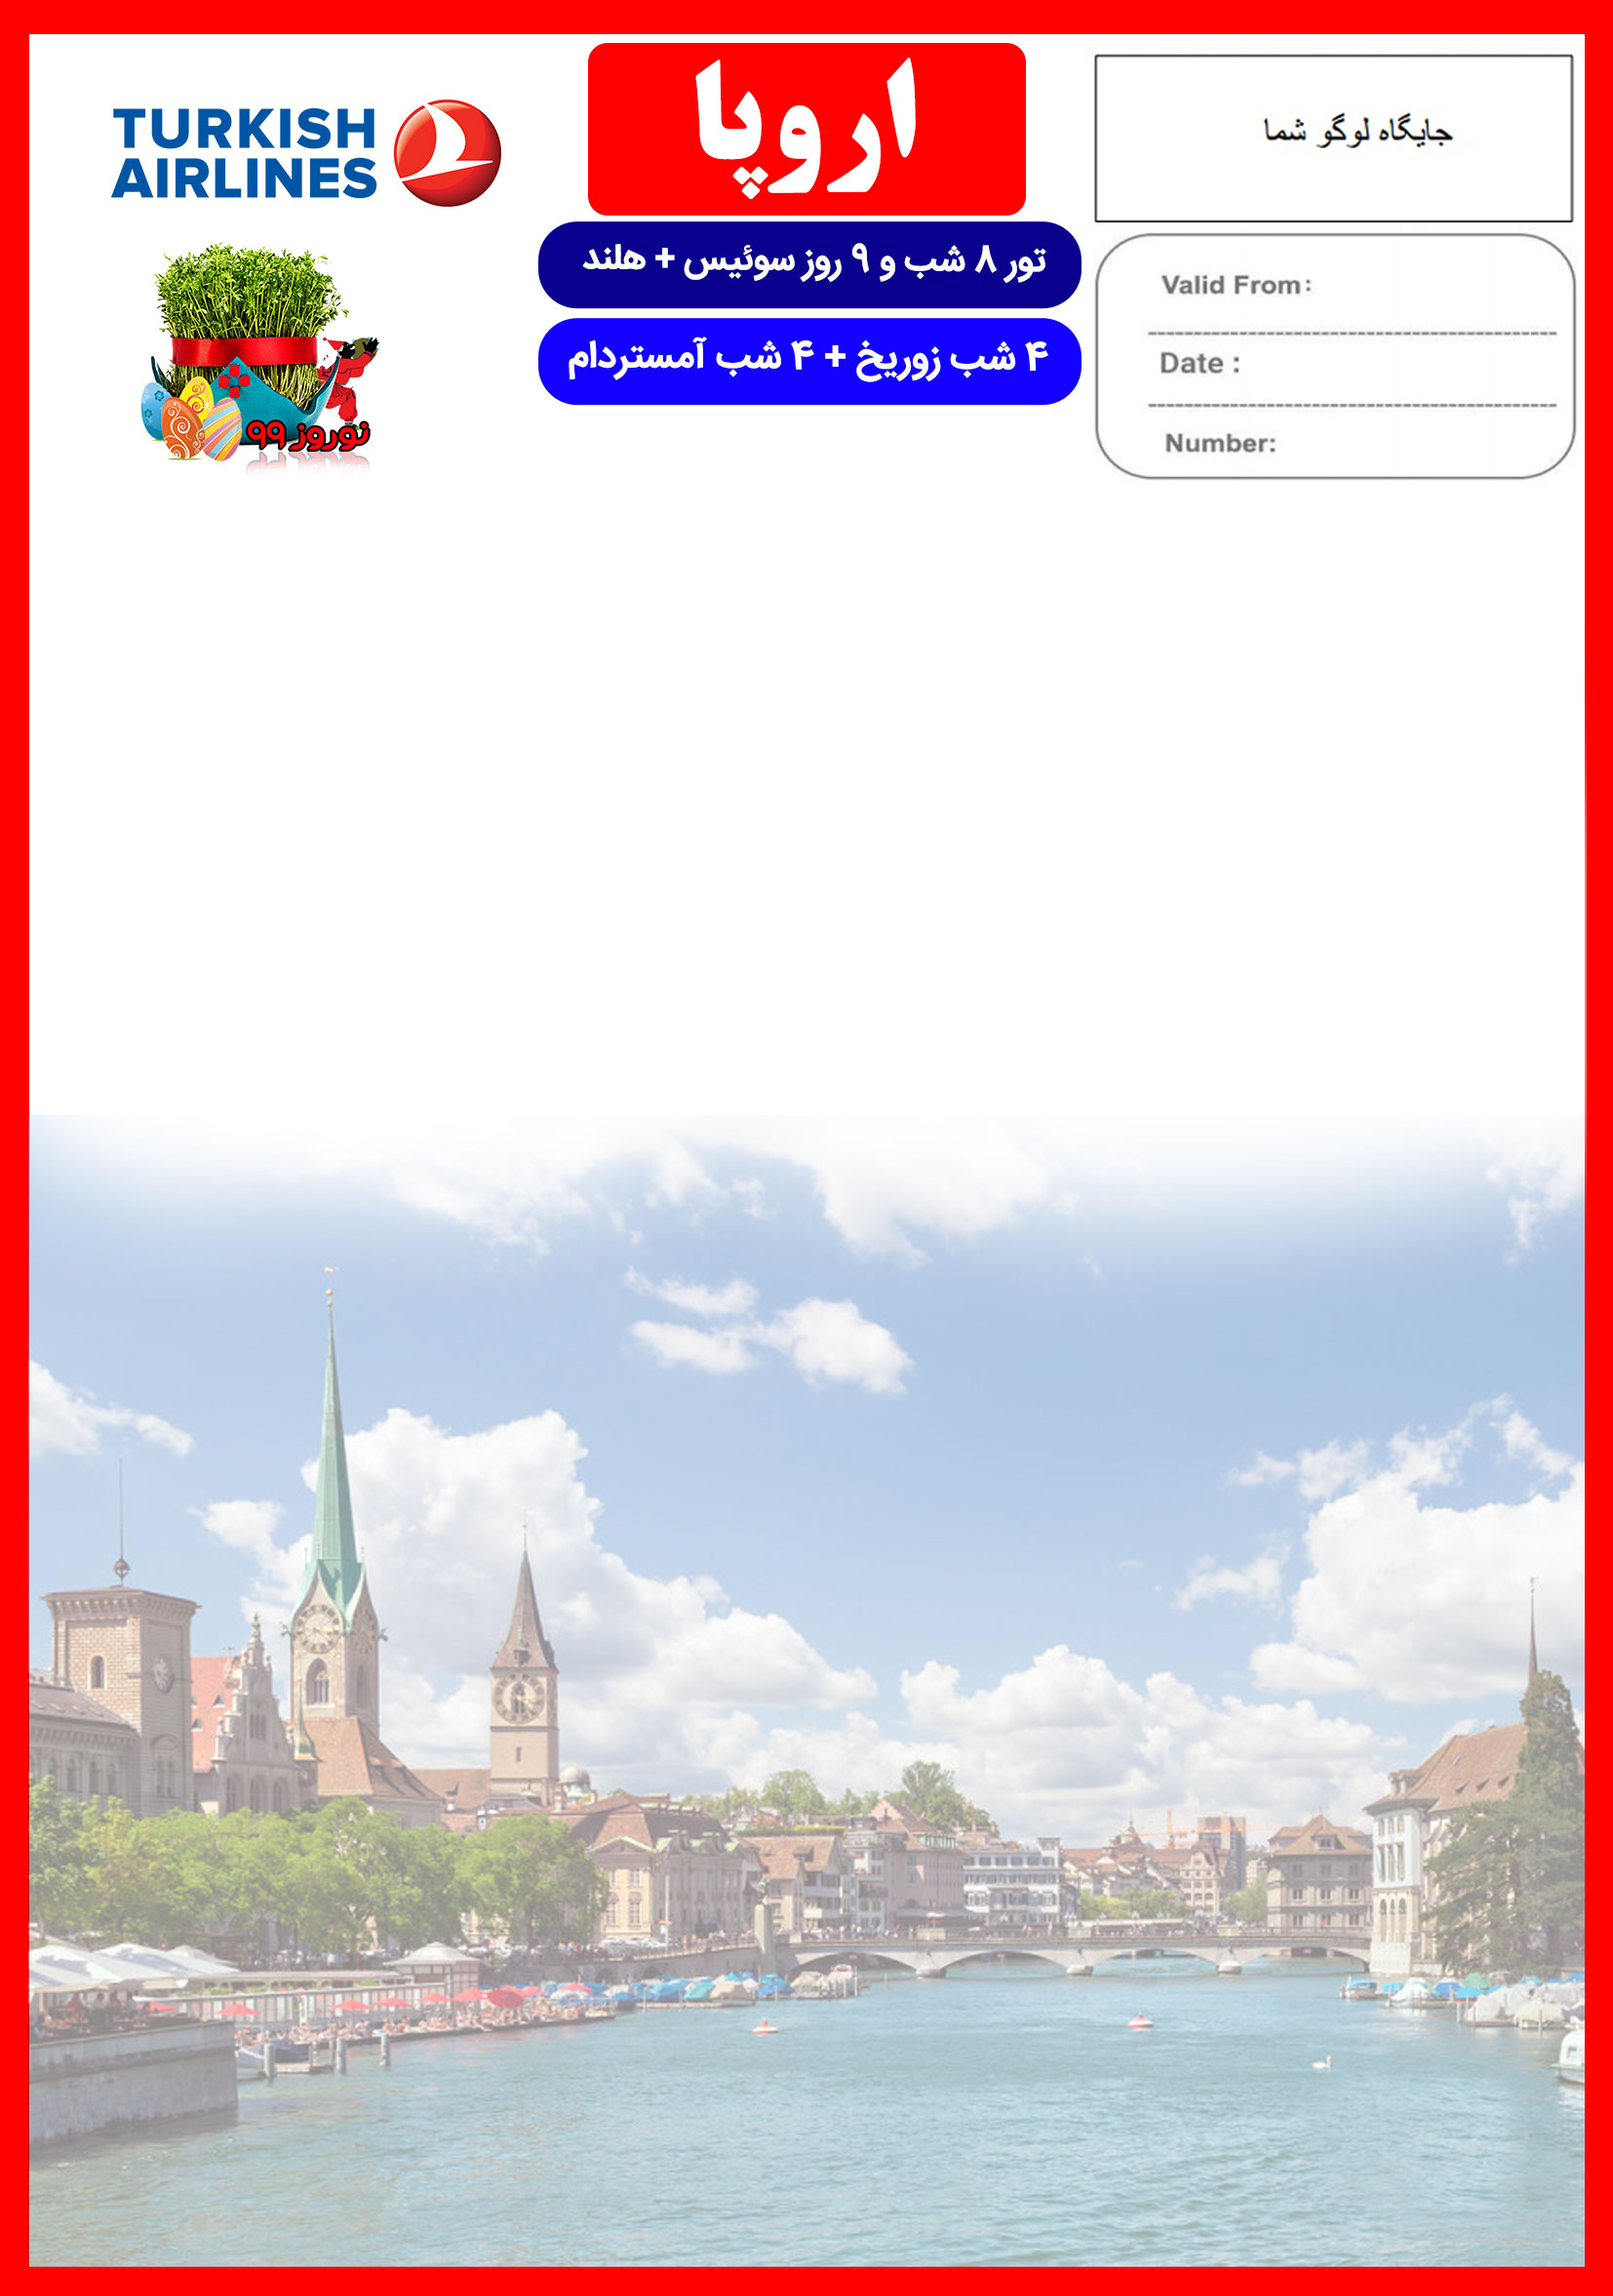 TURKISH
AIRLINES
اروپا
جایگاه لوگو شما
تور ۸ شب و ۹ روز سوئیس + هلند
۴ شب زوریخ + ۴ شب آمستردام
Valid From:
Date :
Number:
نوروز ۹۹